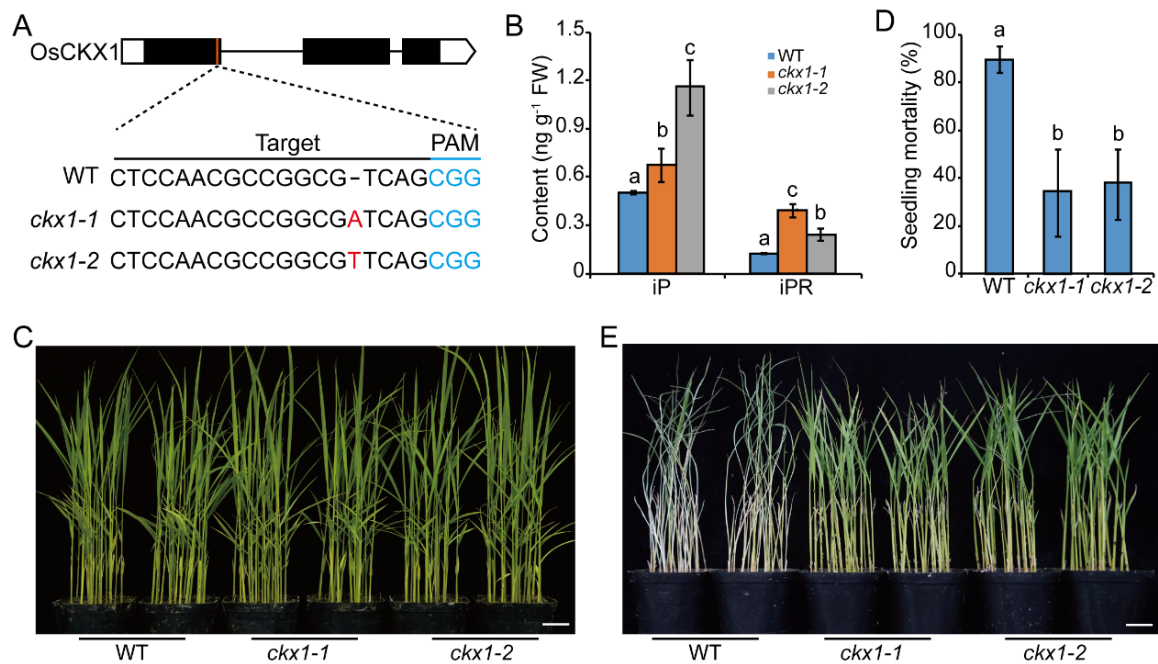 A
OsCKX1
Target PAM
WT CTCCAACGCCGGCG-TCAGCGG
ckx1-1 CTCCAACGCCGGCGATCAGCGG
ckx1-2 CTCCAACGCCGGCGTTCAGCGG
B
Content (ng g-1 FW)
1.5
1.2
0.9
0.6
0.3
0
WT
ckx1-1
ckx1-2
a b c
a c b
iP iPR
D
Seedling mortality (%)
100
80
60
40
20
0
a b b
WT ckx1-1 ckx1-2
C
WT ckx1-1 ckx1-2
E
WT ckx1-1 ckx1-2